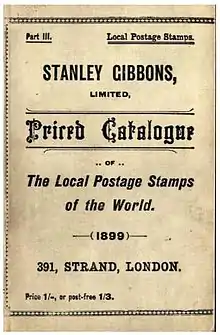 Part III.
Local Postage Stamps.
STANLEY GIBBONS,
LIMITED,
Priced Catalogue
.. OF ..
The Local Postage Stamps
of the World.
(1899)
391, STRAND, LONDON.
Price 1/-, or post-free 1/3.